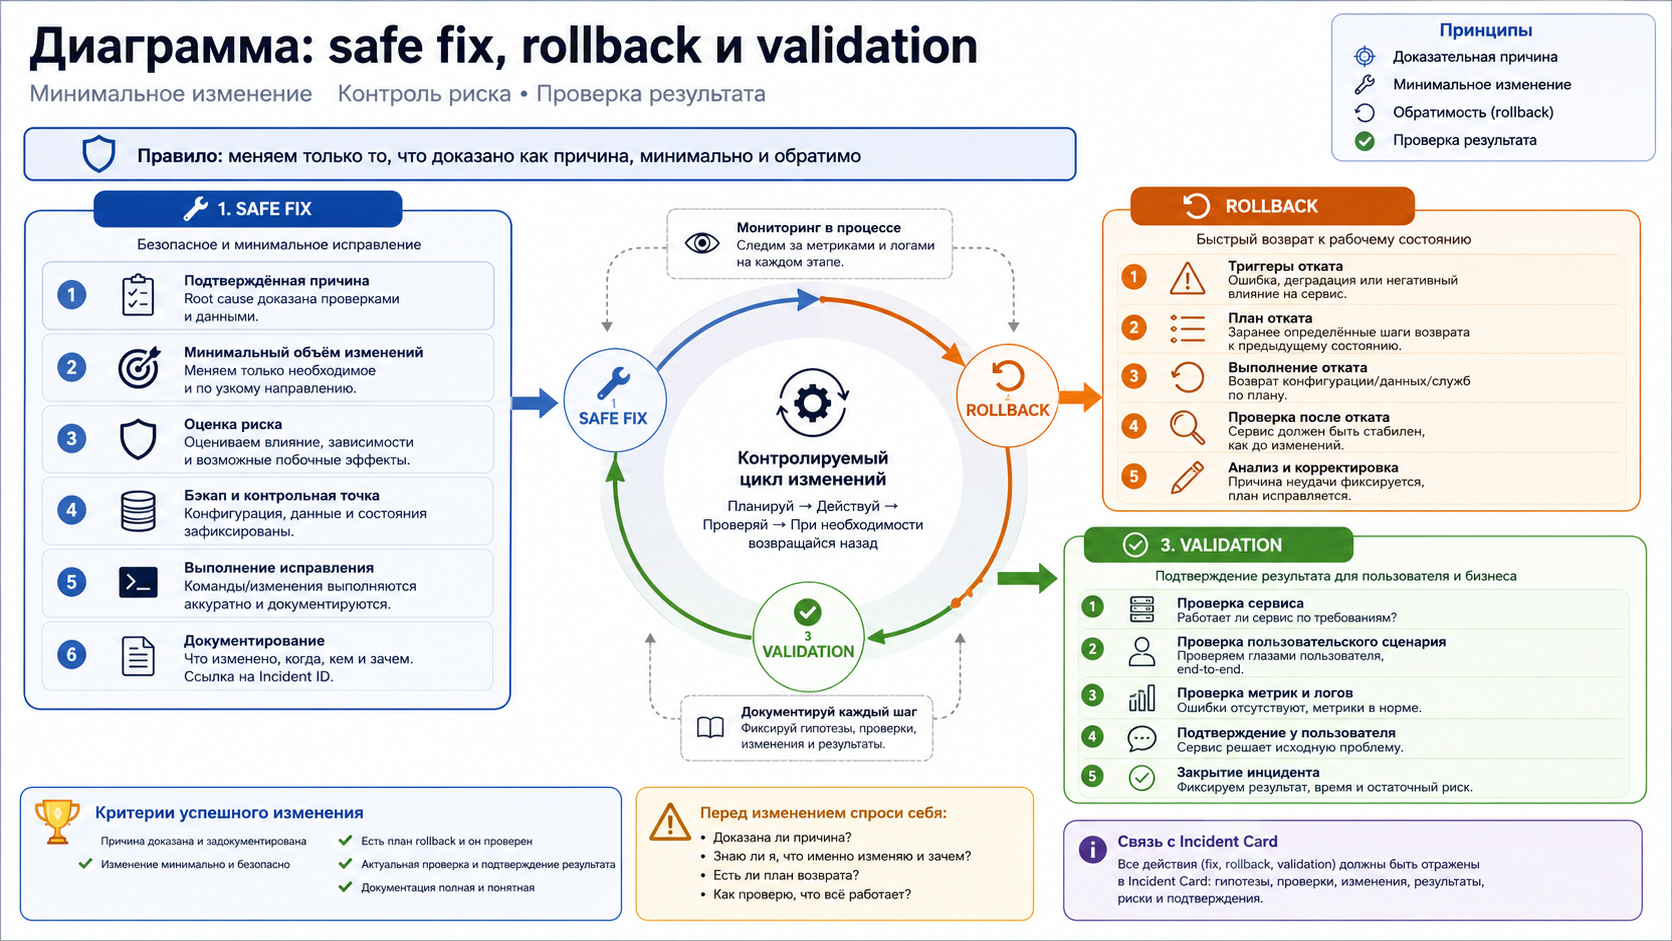 Диаграмма: safe fix, rollback и validation
Минимальное изменение Контроль риска • Проверка результата
Принципы
Доказательная причина
Минимальное изменение
Обратимость (rollback)
Проверка результата
Правило: меняем только то, что доказано как причина, минимально и обратимо
1. SAFE FIX
Безопасное и минимальное исправление
1
Подтверждённая причина
Root cause доказана проверками
и данными.
2
Минимальный объём изменений
Меняем только необходимое
и по узкому направлению.
3
Оценка риска
Оцениваем влияние, зависимости
и возможные побочные эффекты.
4
Бэкап и контрольная точка
Конфигурация, данные и состояния
зафиксированы.
5
Выполнение исправления
Команды/изменения выполняются
аккуратно и документируются.
6
Документирование
Что изменено, когда, кем и зачем.
Ссылка на Incident ID.
Мониторинг в процессе
Следим за метриками и логами
на каждом этапе.
1
SAFE FIX
ROLLBACK
Контролируемый
цикл изменений
Планируй → Действуй →
Проверяй → При необходимости
возвращайся назад
3
VALIDATION
Документируй каждый шаг
Фиксируй гипотезы, проверки,
изменения и результаты.
ROLLBACK
Быстрый возврат к рабочему состоянию
1
Триггеры отката
Ошибка, деградация или негативный
влияние на сервис.
2
План отката
Заранее определённые шаги возврата
к предыдущему состоянию.
3
Выполнение отката
Возврат конфигурации/данных/служб
по плану.
4
Проверка после отката
Сервис должен быть стабилен,
как до изменений.
5
Анализ и корректировка
Причина неудачи фиксируется,
план исправляется.
3. VALIDATION
Подтверждение результата для пользователя и бизнеса
1
Проверка сервиса
Работает ли сервис по требованиям?
2
Проверка пользовательского сценария
Проверяем глазами пользователя,
end-to-end.
3
Проверка метрик и логов
Ошибки отсутствуют, метрики в норме.
4
Подтверждение у пользователя
Сервис решает исходную проблему.
5
Закрытие инцидента
Фиксируем результат, время и остаточный риск.
Критерии успешного изменения
Причина доказана и задокументирована
Изменение минимально и безопасно
Есть план rollback и он проверен
Актуальная проверка и подтверждение результата
Документация полная и понятная
Перед изменением спроси себя:
• Доказана ли причина?
• Знаю ли я, что именно изменяю и зачем?
• Есть ли план возврата?
• Как проверю, что всё работает?
Связь с Incident Card
Все действия (fix, rollback, validation) должны быть отражены
в Incident Card: гипотезы, проверки, изменения, результаты,
риски и подтверждения.